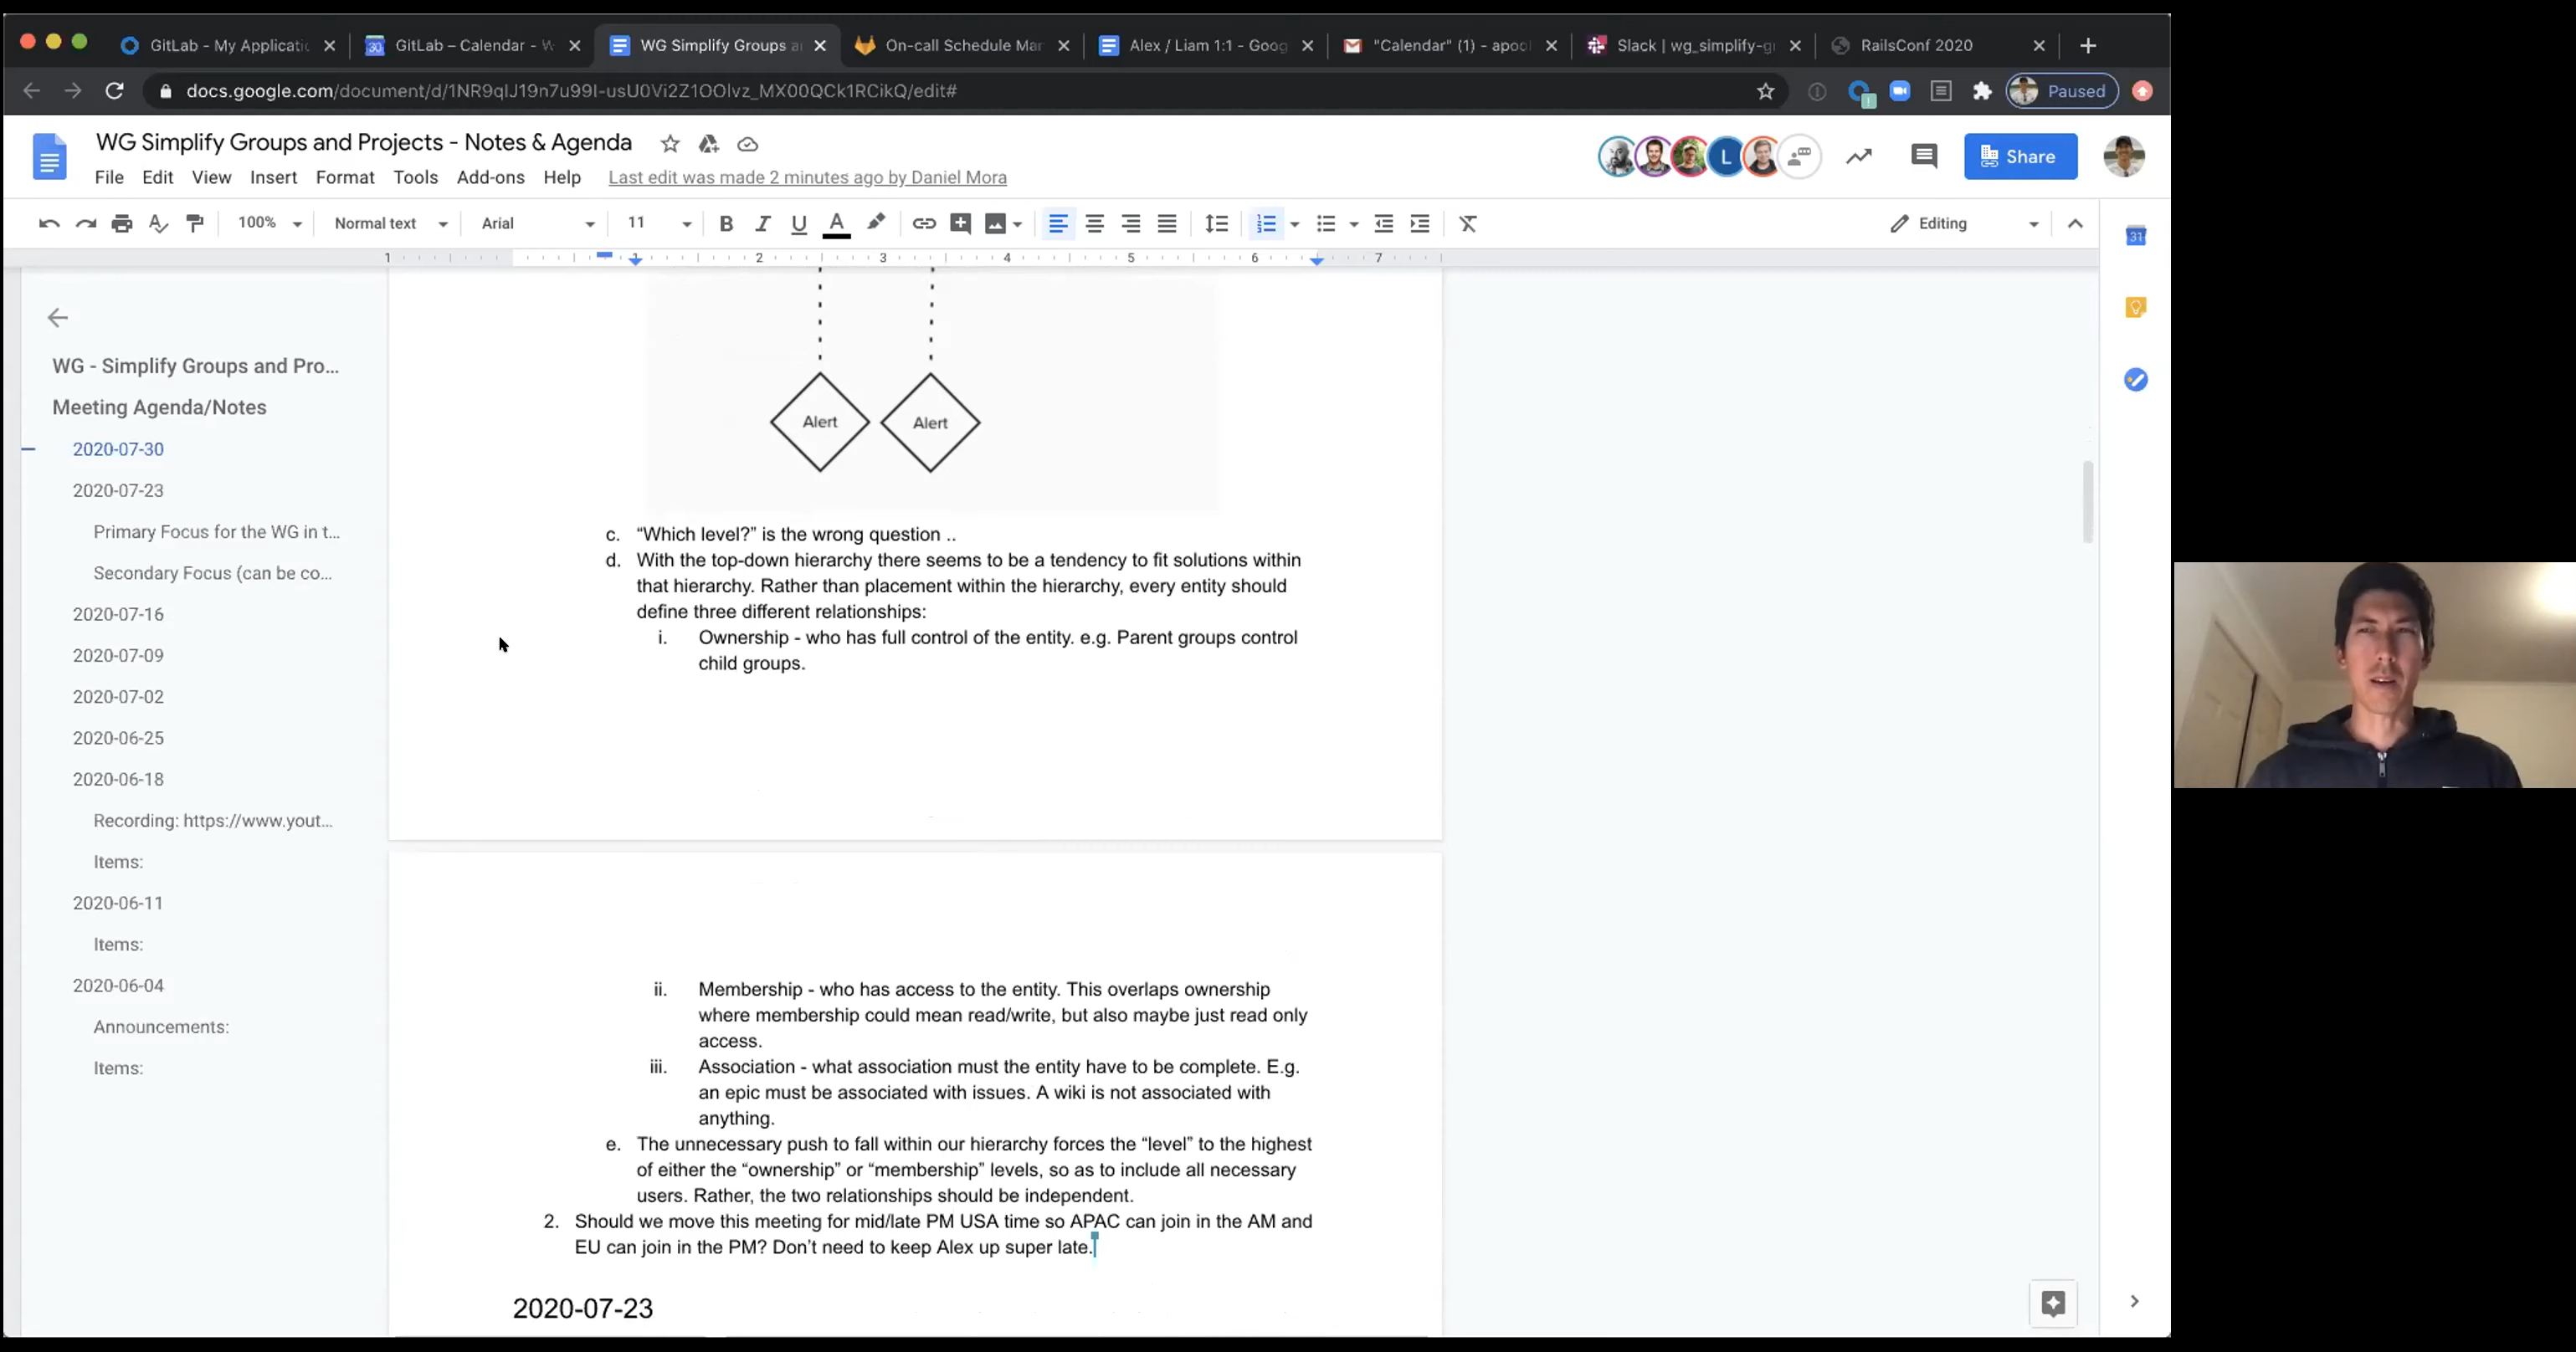 GitLab - My Applicatic
GitLab – Calendar - W
WG Simplify Groups a
On-call Schedule Mar
Alex / Liam 1:1 - Goog
"Calendar" (1) - apool
Slack | wg_simplify-g
RailsConf 2020
docs.google.com/document/d/
Paused
WG Simplify Groups and Projects - Notes & Agenda
File Edit View Insert Format Tools Add-ons Help Last edit was made 2 minutes ago by Daniel Mora
L
Share
100% Normal text Arial 11 B I U A Editing
1 1 2 3 4 5 6 7
31
WG - Simplify Groups and Pro...
Meeting Agenda/Notes
2020-07-30
2020-07-23
Primary Focus for the WG in t...
Secondary Focus (can be co...
2020-07-16
2020-07-09
2020-07-02
2020-06-25
2020-06-18
Recording: https://www.yout...
Items:
2020-06-11
Items:
2020-06-04
Announcements:
Items:
Alert Alert
c. “Which level?” is the wrong question ..
d. With the top-down hierarchy there seems to be a tendency to fit solutions within
that hierarchy. Rather than placement within the hierarchy, every entity should
define three different relationships:
i. Ownership - who has full control of the entity. e.g. Parent groups control
child groups.
ii. Membership - who has access to the entity. This overlaps ownership
where membership could mean read/write, but also maybe just read only
access.
iii. Association - what association must the entity have to be complete. E.g.
an epic must be associated with issues. A wiki is not associated with
anything.
e. The unnecessary push to fall within our hierarchy forces the “level” to the highest
of either the “ownership” or “membership” levels, so as to include all necessary
users. Rather, the two relationships should be independent.
2. Should we move this meeting for mid/late PM USA time so APAC can join in the AM and
EU can join in the PM? Don’t need to keep Alex up super late.
2020-07-23